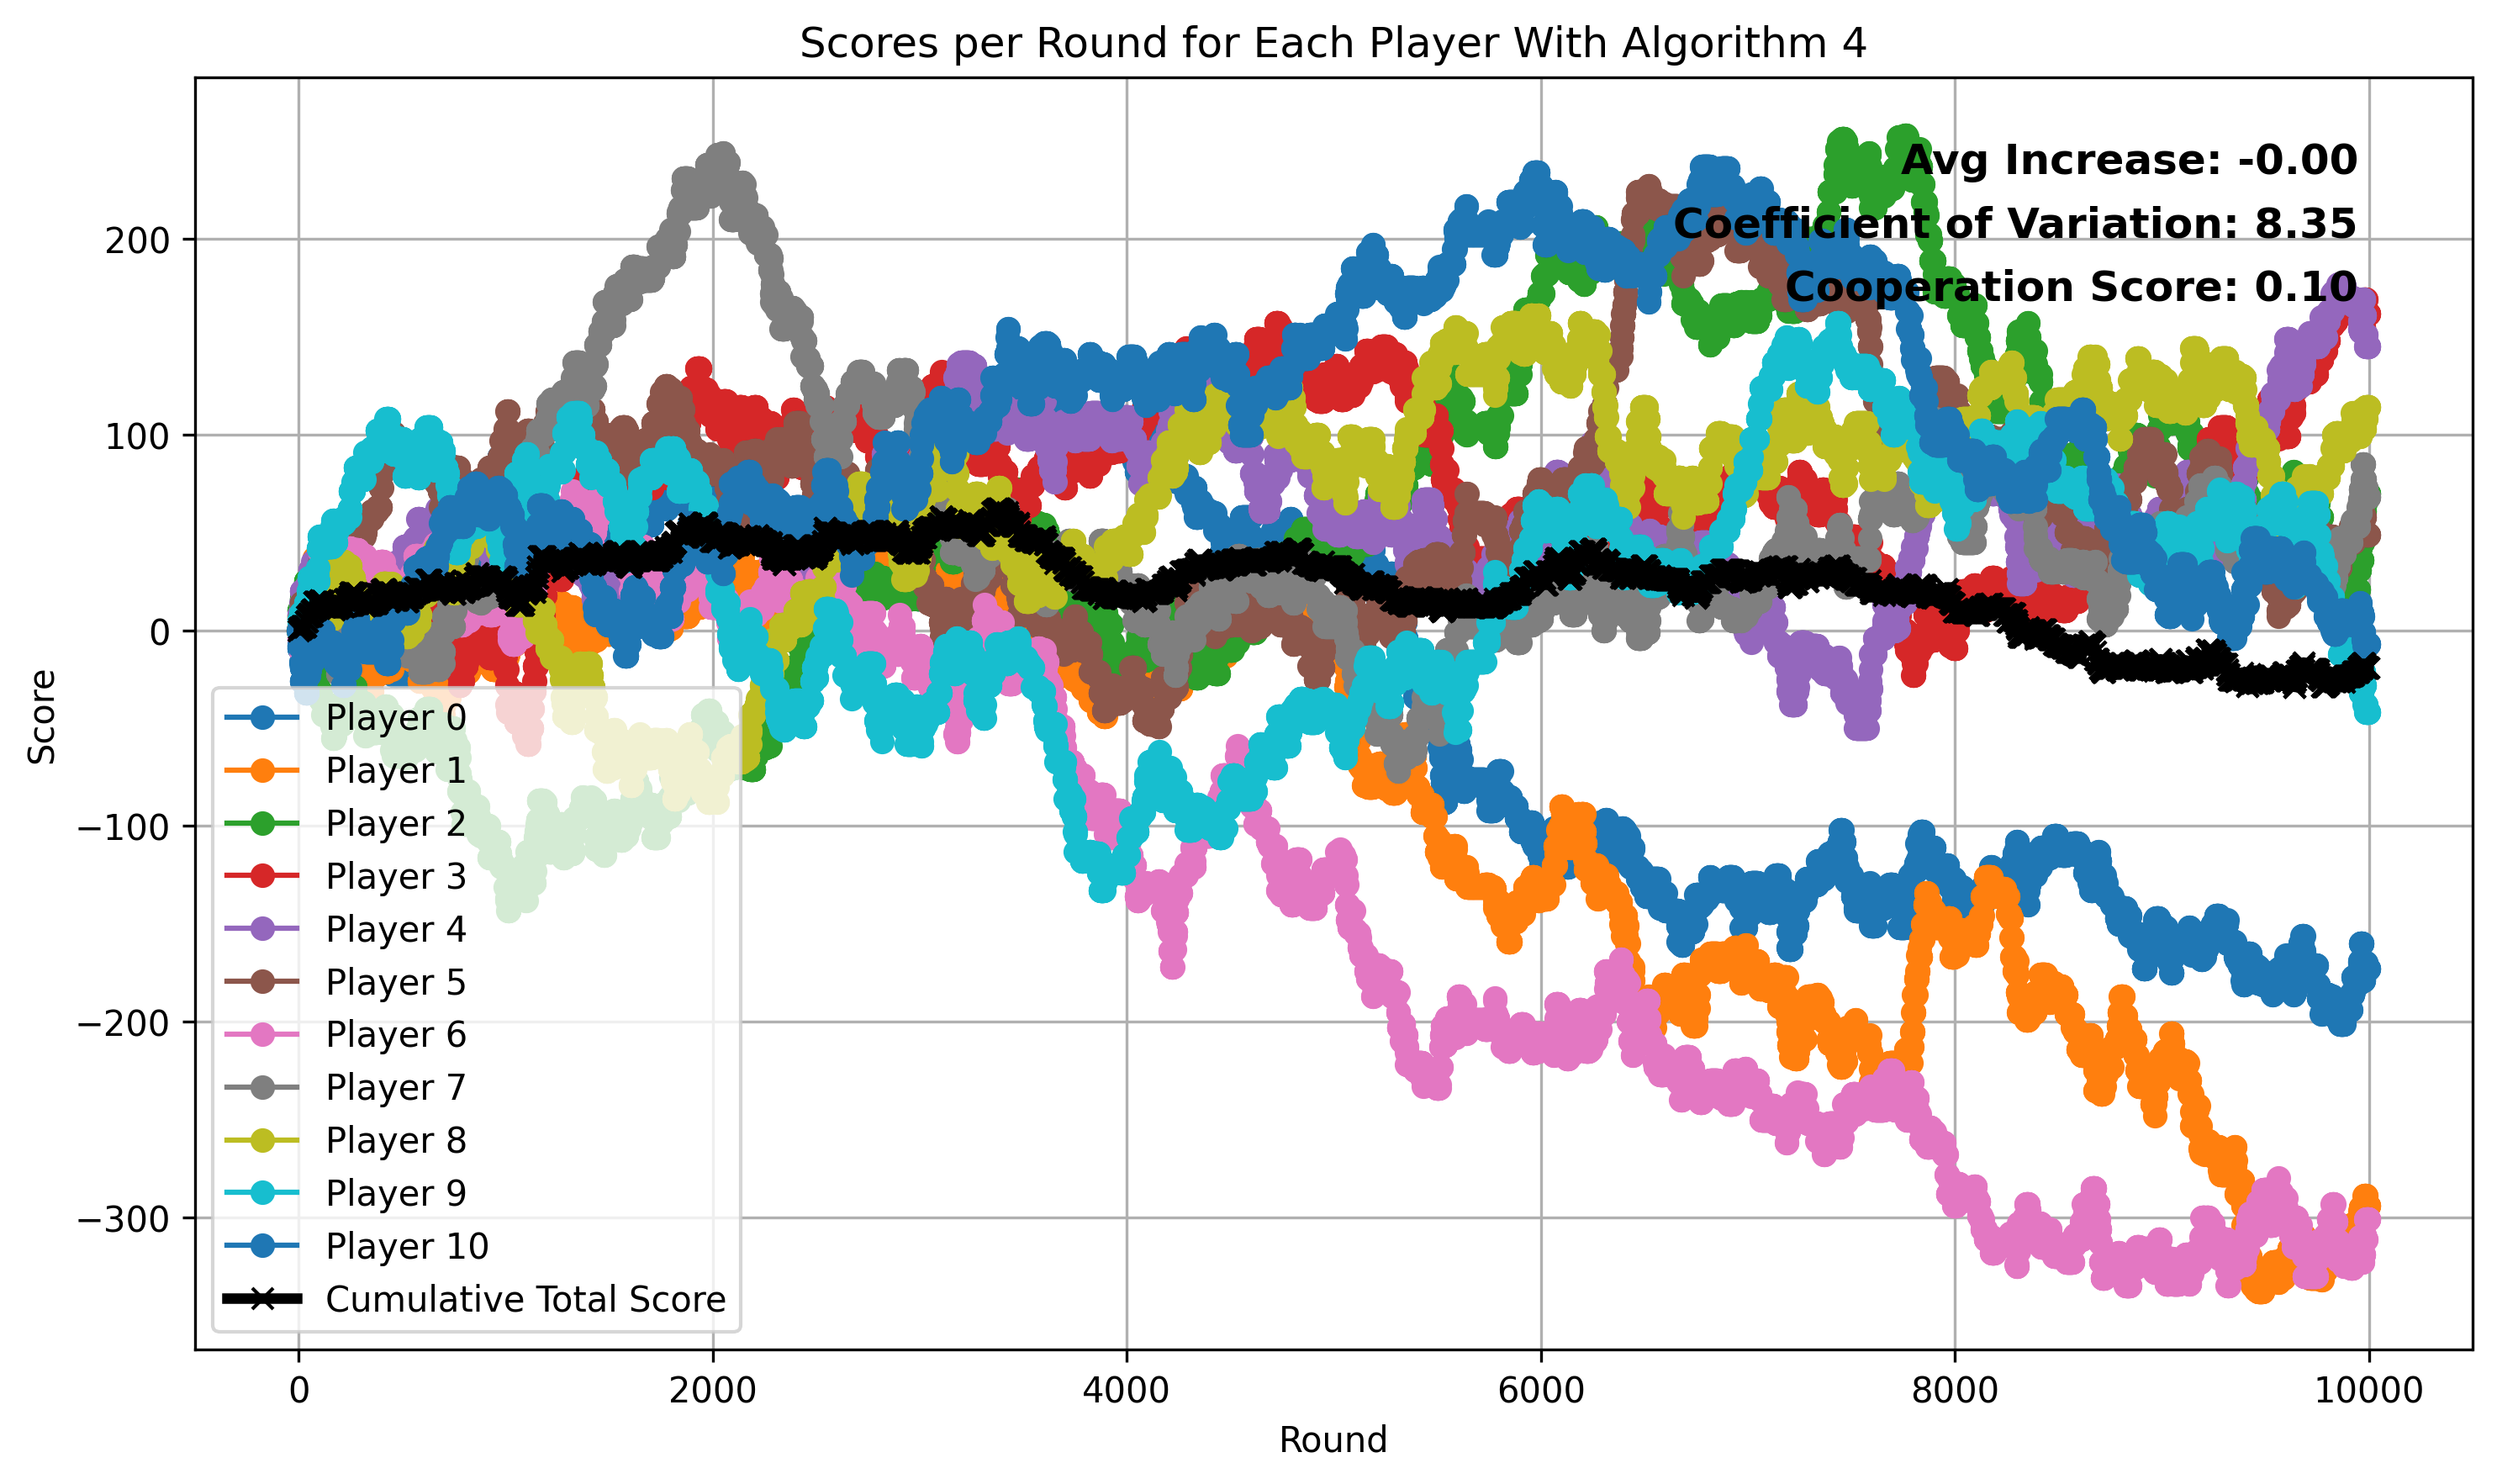 Scores per Round for Each Player With Algorithm 4
Avg Increase: -0.00
Coefficient of Variation: 8.35
Cooperation Score: 0.10
200
100
0
−100
−200
−300
Score
Player 0
Player 1
Player 2
Player 3
Player 4
Player 5
Player 6
Player 7
Player 8
Player 9
Player 10
Cumulative Total Score
0 2000 4000 6000 8000 10000
Round